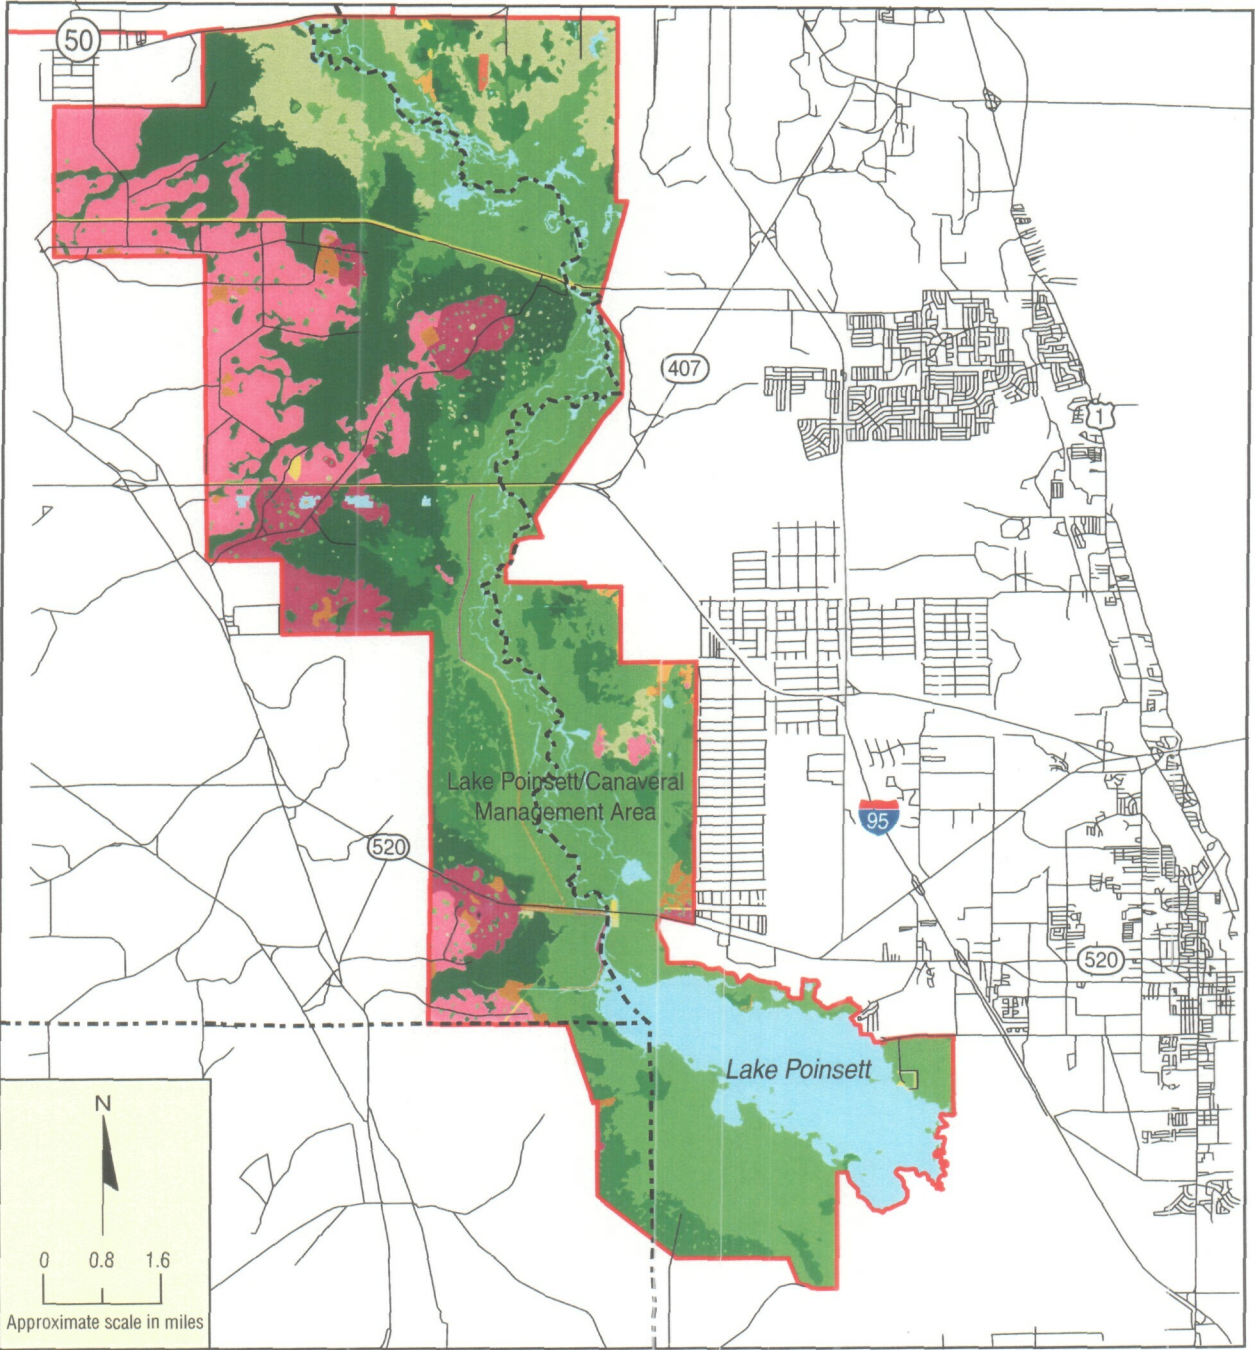 50
407
1
Lake Poinsett/Canaveral
Management Area
95
520
520
Lake Poinsett
N
0 0.8 1.6
Approximate scale in miles